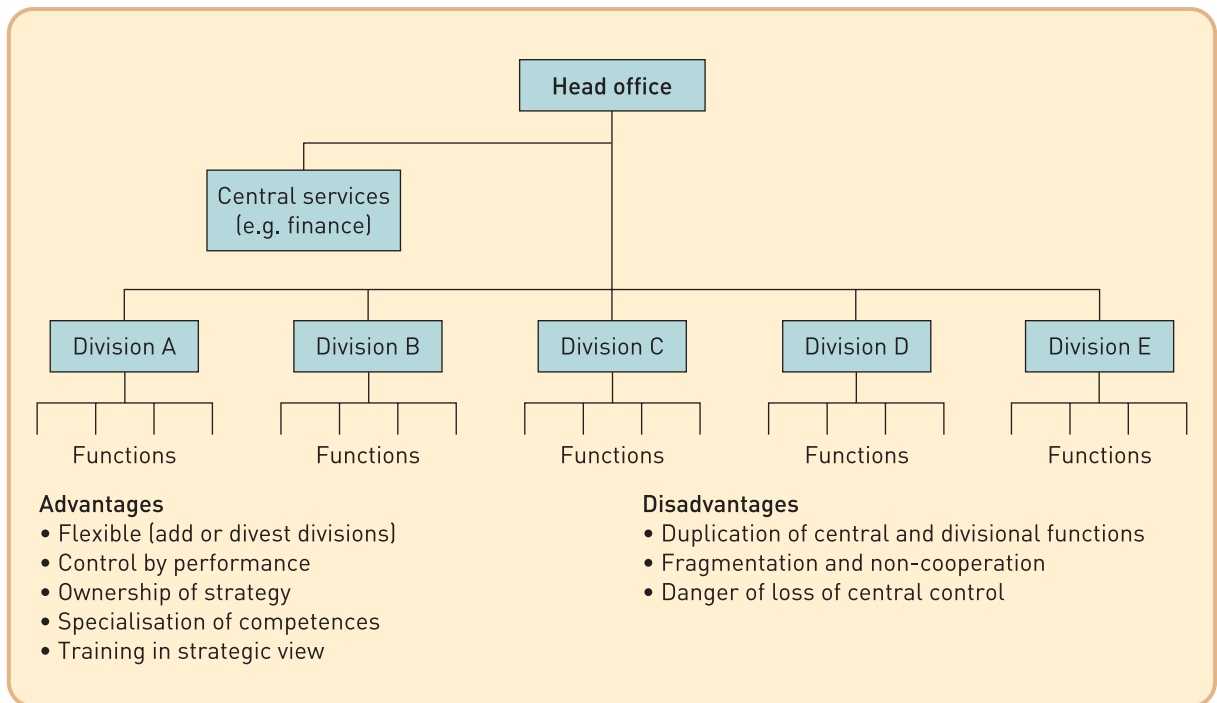 Head office
Central services
(e.g. finance)
Division A
Division B
Division C
Division D
Division E
Functions
Functions
Functions
Functions
Functions
Advantages
• Flexible (add or divest divisions)
• Control by performance
• Ownership of strategy
• Specialisation of competences
• Training in strategic view
Disadvantages
• Duplication of central and divisional functions
• Fragmentation and non-cooperation
• Danger of loss of central control